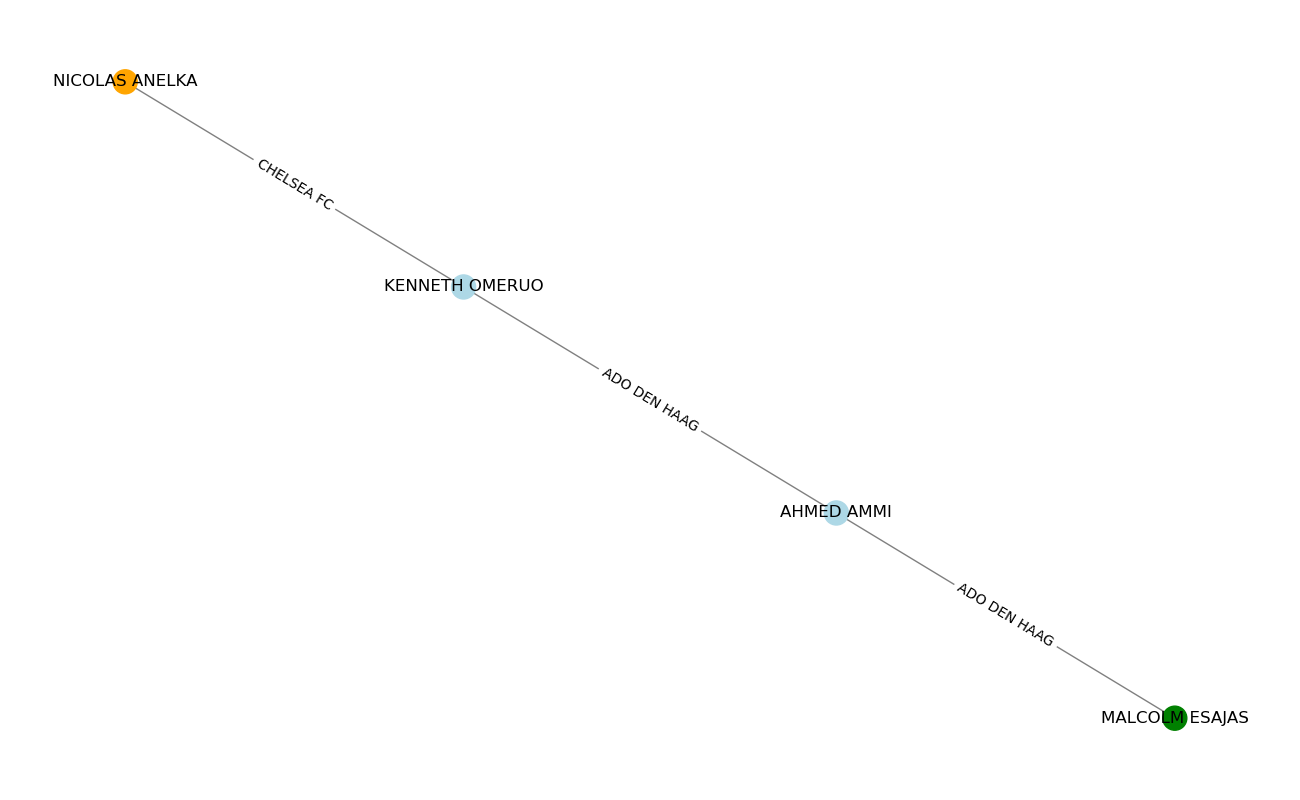 NICOLAS ANELKA
CHELSEA FC
KENNETH OMERUO
ADO DEN HAAG
AHMED AMMI
ADO DEN HAAG
MALCOLM ESAJAS